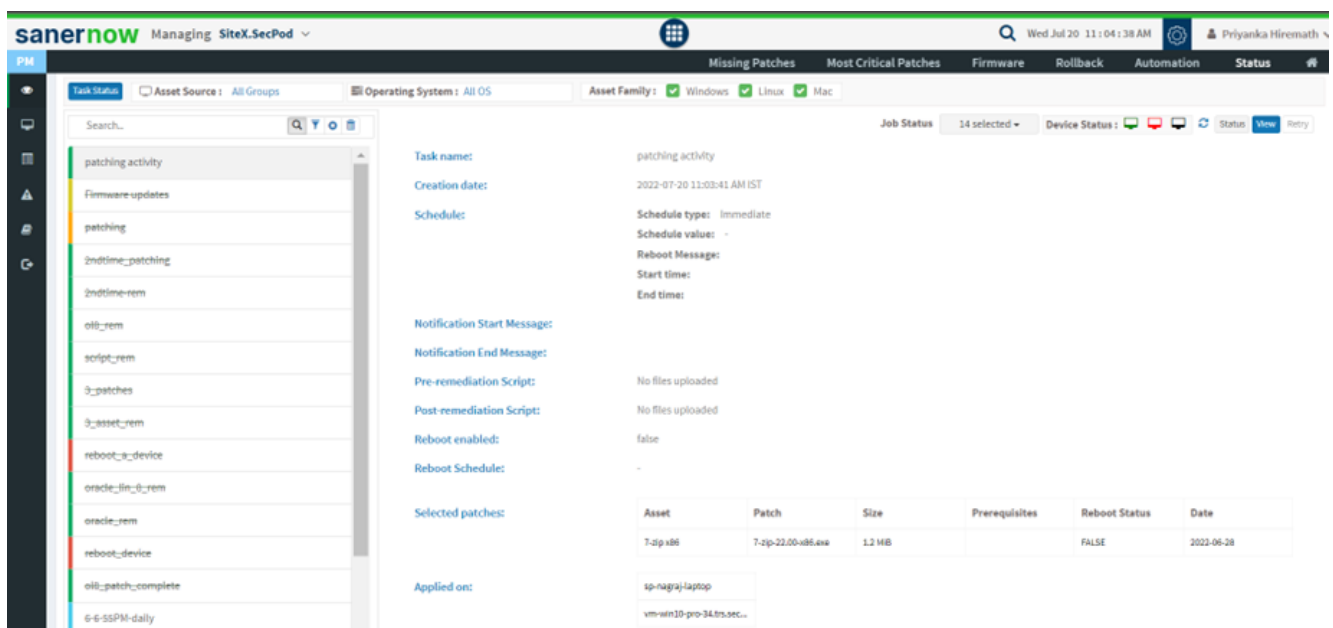 sanernow Managing SiteX.SecPod Wed Jul 20 11:04:38 AM Priyanka Hiremath
PM Missing Patches Most Critical Patches Firmware Rollback Automation Status
Task Status Asset Source : All Groups Operating System : All OS Asset Family : Windows Linux Mac
Search... Job Status 14 selected Device Status : Status View Retry
patching activity
Firmware updates
patching
2ndtime_patching
2ndtime-rem
ol8_rem
script_rem
3_patches
3_asset_rem
reboot_a_device
oracle_lin_8_rem
oracle_rem
reboot_device
ol8_patch_complete
6-6-55PM-daily
Task name: patching activity
Creation date: 2022-07-20 11:03:41 AM IST
Schedule: Schedule type: Immediate
Schedule value: -
Reboot Message:
Start time:
End time:
Notification Start Message:
Notification End Message:
Pre-remediation Script: No files uploaded
Post-remediation Script: No files uploaded
Reboot enabled: false
Reboot Schedule: -
Selected patches: Asset Patch Size Prerequisites Reboot Status Date
7-zip x86 7-zip-22.00-x86.exe 1.2 MiB FALSE 2022-06-28
Applied on: sp-nagraj-laptop
vm-win10-pro-34.trs.sec...